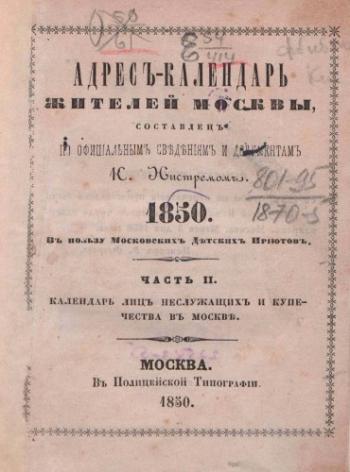 АДРЕСЪ-КАЛЕНДАРЬ
ЖИТЕЛЕЙ МОСКВЫ,
СОСТАВЛЕНЪ
ПО ОФИЦІАЛЬНЫМЪ СВѢДѢНІЯМЪ И ДОКУМЕНТАМЪ
К. Нистремомъ.
801-95
1850.
1870-3
Въ пользу Московскихъ Дѣтскихъ Пріютовъ.
ЧАСТЬ II.
КАЛЕНДАРЬ ЛИЦЪ НЕСЛУЖАЩИХЪ И КУПЕ-
ЧЕСТВА ВЪ МОСКВѢ.
МОСКВА.
Въ Полицейской Типографіи.
1850.